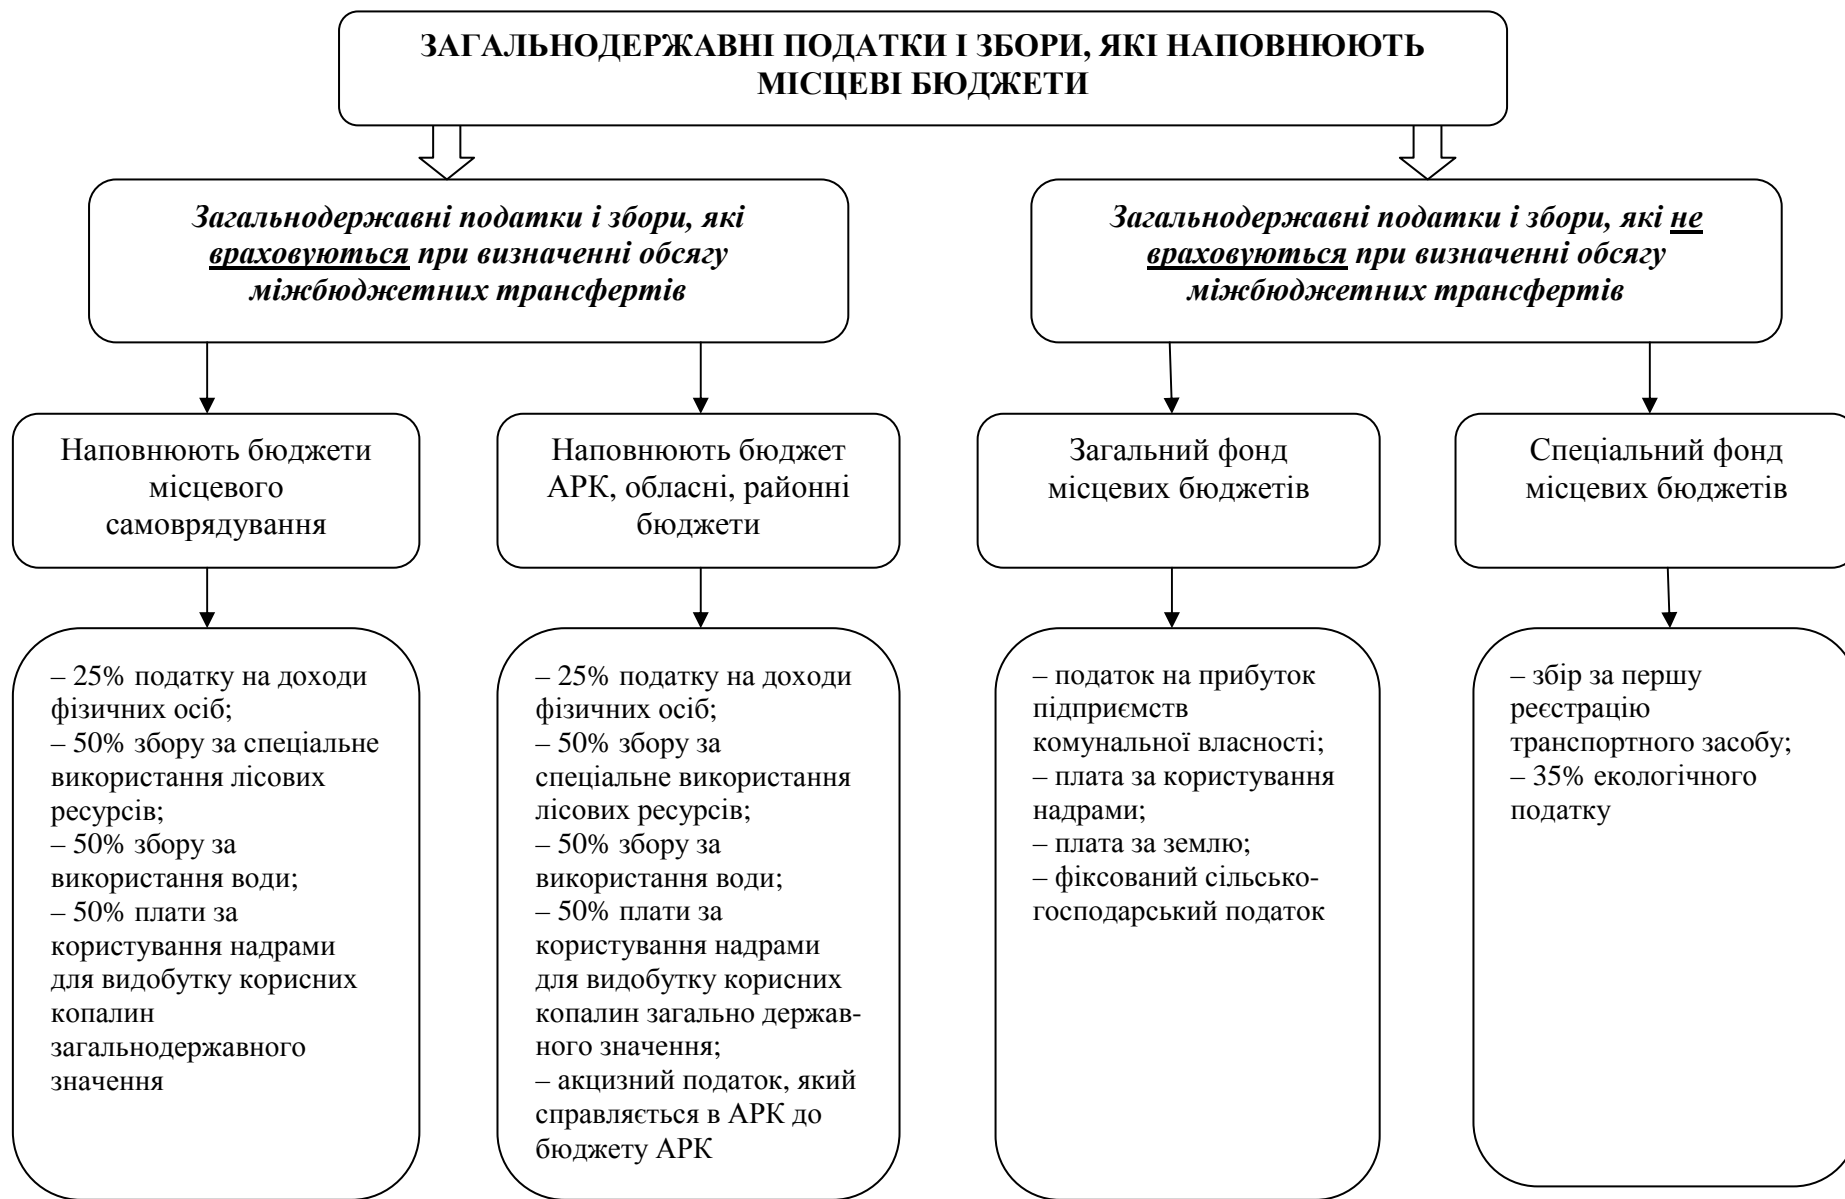 ЗАГАЛЬНОДЕРЖАВНІ ПОДАТКИ І ЗБОРИ, ЯКІ НАПОВНЮЮТЬ
МІСЦЕВІ БЮДЖЕТИ
Загальнодержавні податки і збори, які
враховуються при визначенні обсягу
міжбюджетних трансфертів
Загальнодержавні податки і збори, які не
враховуються при визначенні обсягу
міжбюджетних трансфертів
Наповнюють бюджети
місцевого
самоврядування
Наповнюють бюджет
АРК, обласні, районні
бюджети
Загальний фонд
місцевих бюджетів
Спеціальний фонд
місцевих бюджетів
– 25% податку на доходи
фізичних осіб;
– 50% збору за спеціальне
використання лісових
ресурсів;
– 50% збору за
використання води;
– 50% плати за
користування надрами
для видобутку корисних
копалин
загальнодержавного
значення
– 25% податку на доходи
фізичних осіб;
– 50% збору за
спеціальне використання
лісових ресурсів;
– 50% збору за
використання води;
– 50% плати за
користування надрами
для видобутку корисних
копалин загально держав-
ного значення;
– акцизний податок, який
справляється в АРК до
бюджету АРК
– податок на прибуток
підприємств
комунальної власності;
– плата за користування
надрами;
– плата за землю;
– фіксований сільсько-
господарський податок
– збір за першу
реєстрацію
транспортного засобу;
– 35% екологічного
податку